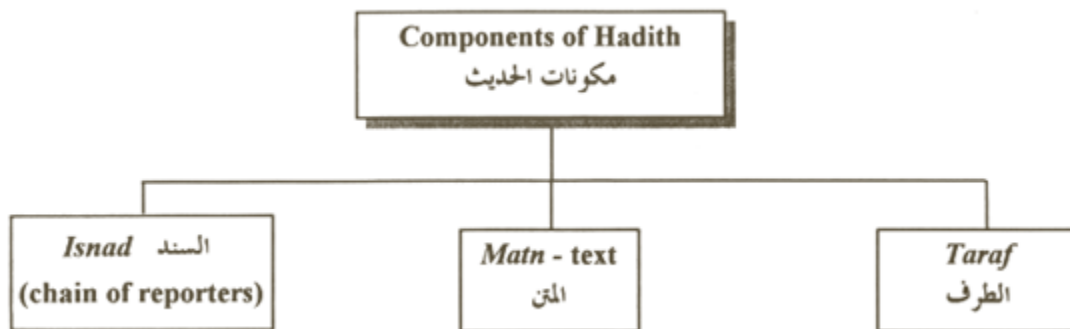 Components of Hadith
مكونات الحديث
Isnad السند
(chain of reporters)
Matn - text
المتن
Taraf
الطرف